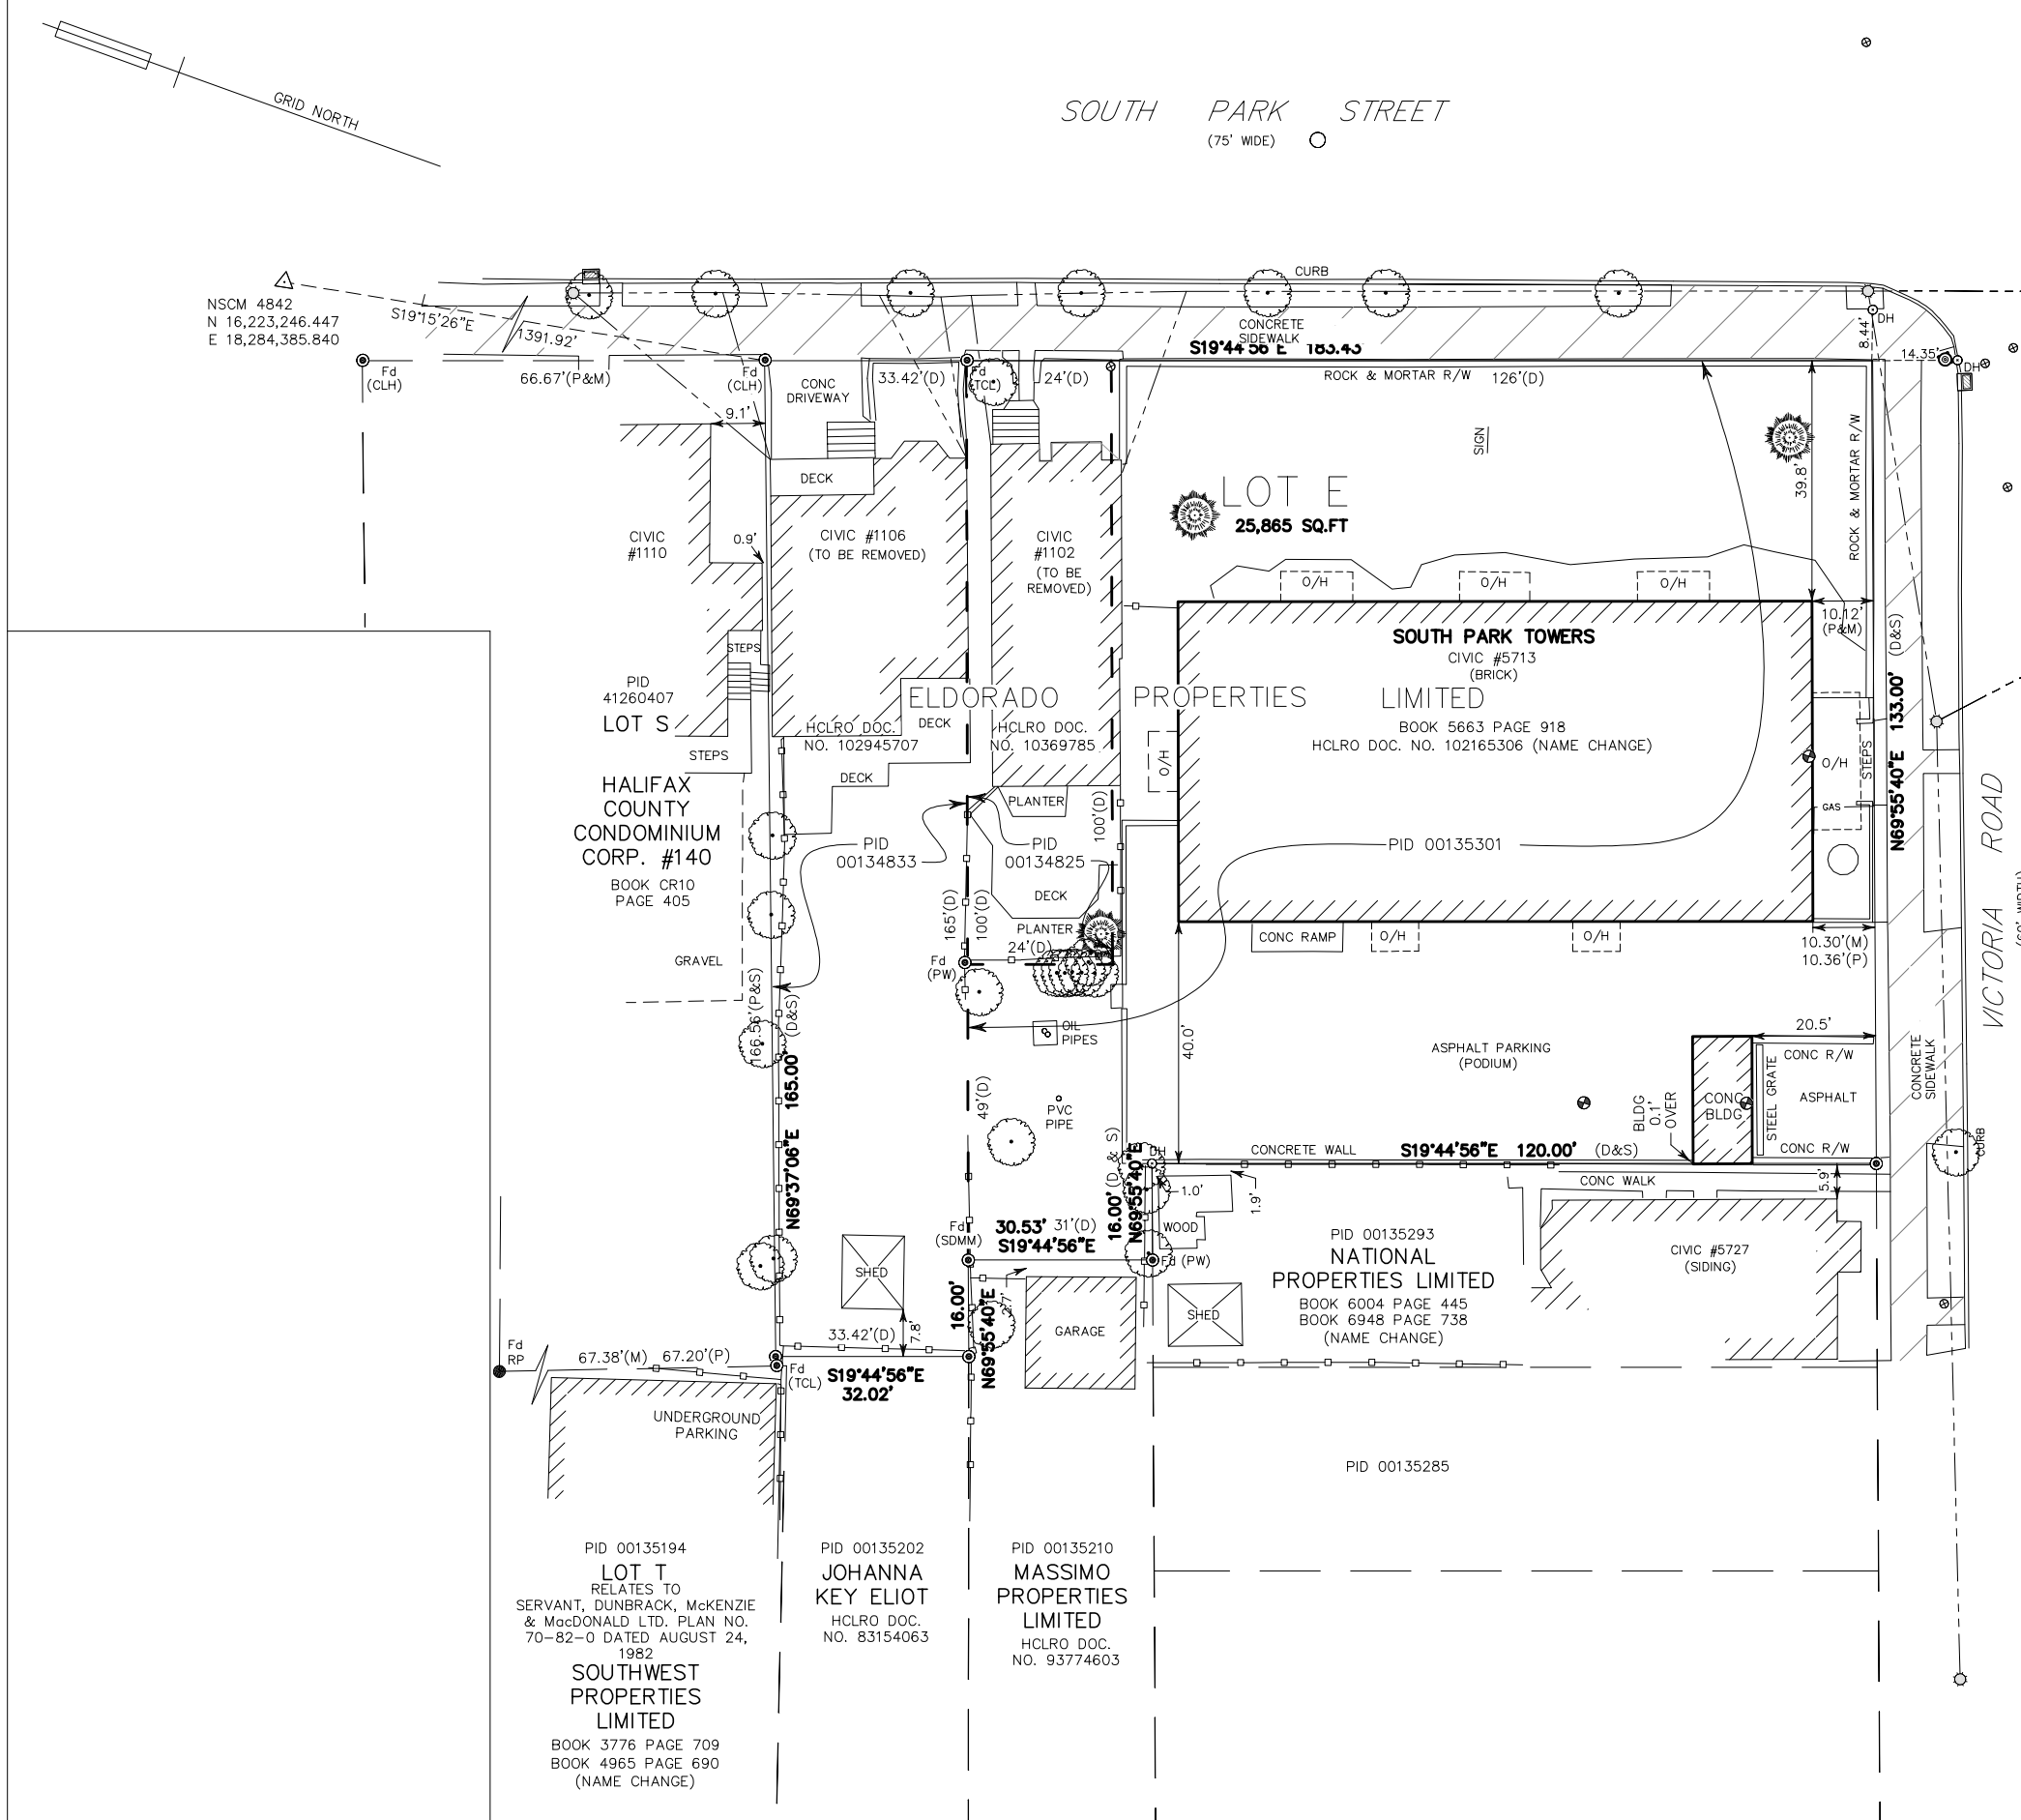 GRID NORTH
SOUTH PARK STREET
(75' WIDE)
NSCM 4842
N 16,223,246.447
E 18,284,385.840
S19°15'26"E
1391.92'
CURB
CONCRETE
SIDEWALK
S19°44'56"E 183.43'
8.44'
DH
14.35'
DH
Fd
(CLH)
66.67'(P&M)
Fd
(CLH)
CONC
DRIVEWAY
33.42'(D)
Fd
(TCL)
24'(D)
ROCK & MORTAR R/W 126'(D)
9.1'
SIGN
39.8'
ROCK & MORTAR R/W
DECK
LOT E
25,865 SQ.FT
CIVIC
#1110
0.9'
CIVIC #1106
(TO BE REMOVED)
CIVIC
#1102
(TO BE
REMOVED)
O/H
O/H
O/H
10.12'
(P&M)
SOUTH PARK TOWERS
CIVIC #5713
(BRICK)
STEPS
PID
41260407
LOT S
STEPS
ELDORADO PROPERTIES LIMITED
DECK
HCLRO DOC.
NO. 102945707
HCLRO DOC.
NO. 10369785
BOOK 5663 PAGE 918
HCLRO DOC. NO. 102165306 (NAME CHANGE)
O/H
O/H
STEPS
GAS
N69°55'40"E 133.00' (D&S)
VICTORIA ROAD
HALIFAX
COUNTY
CONDOMINIUM
CORP. #140
BOOK CR10
PAGE 405
DECK
PLANTER
100'(D)
PID
00134833
PID
00134825
PID 00135301
DECK
165'(D)
100'(D)
PLANTER
24'(D)
CONC RAMP
O/H
O/H
10.30'(M)
10.36'(P)
GRAVEL
Fd
(PW)
166.56'(P&S)
(D&S)
N69°37'06"E 165.00'
OIL
PIPES
40.0'
20.5'
ASPHALT PARKING
(PODIUM)
CONC R/W
CONCRETE
SIDEWALK
49'(D)
PVC
PIPE
BLDG
0.1'
OVER
CONC
BLDG
STEEL GRATE
ASPHALT
CONC R/W
CURB
DH
CONCRETE WALL
S19°44'56"E 120.00' (D&S)
16.00' (D & S)
N69°55'40"E
1.0'
1.9'
CONC WALK
5.9'
WOOD
Fd
(SDMM)
30.53' 31'(D)
S19°44'56"E
Fd (PW)
PID 00135293
NATIONAL
PROPERTIES LIMITED
BOOK 6004 PAGE 445
BOOK 6948 PAGE 738
(NAME CHANGE)
CIVIC #5727
(SIDING)
SHED
7.8'
16.00'
N69°55'40"E
2.7'
GARAGE
SHED
33.42'(D)
Fd
RP
67.38'(M) 67.20'(P)
Fd
(TCL)
S19°44'56"E
32.02'
UNDERGROUND
PARKING
PID 00135285
PID 00135194
LOT T
RELATES TO
SERVANT, DUNBRACK, McKENZIE
& MacDONALD LTD. PLAN NO.
70-82-0 DATED AUGUST 24,
1982
SOUTHWEST
PROPERTIES
LIMITED
BOOK 3776 PAGE 709
BOOK 4965 PAGE 690
(NAME CHANGE)
PID 00135202
JOHANNA
KEY ELIOT
HCLRO DOC.
NO. 83154063
PID 00135210
MASSIMO
PROPERTIES
LIMITED
HCLRO DOC.
NO. 93774603